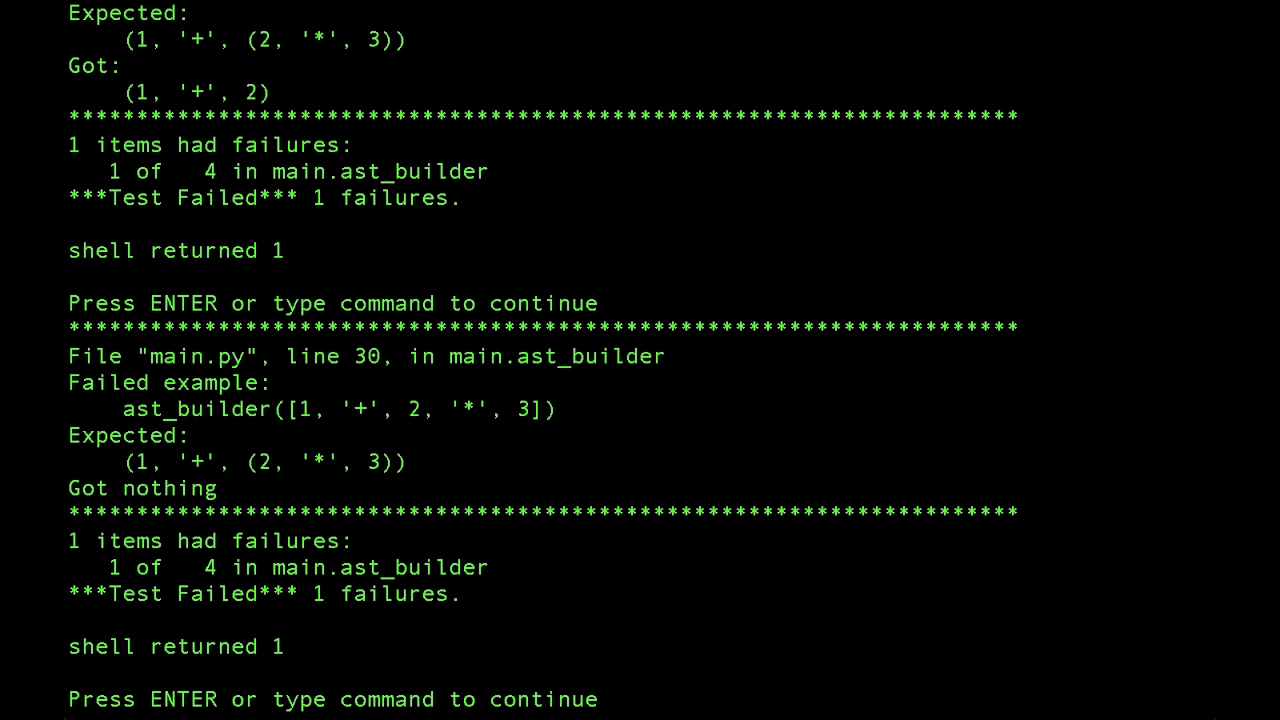 Expected:
    (1, '+', (2, '*', 3))
Got:
    (1, '+', 2)
**********************************************************************
1 items had failures:
   1 of   4 in main.ast_builder
***Test Failed*** 1 failures.

shell returned 1

Press ENTER or type command to continue
**********************************************************************
File "main.py", line 30, in main.ast_builder
Failed example:
    ast_builder([1, '+', 2, '*', 3])
Expected:
    (1, '+', (2, '*', 3))
Got nothing
**********************************************************************
1 items had failures:
   1 of   4 in main.ast_builder
***Test Failed*** 1 failures.

shell returned 1

Press ENTER or type command to continue